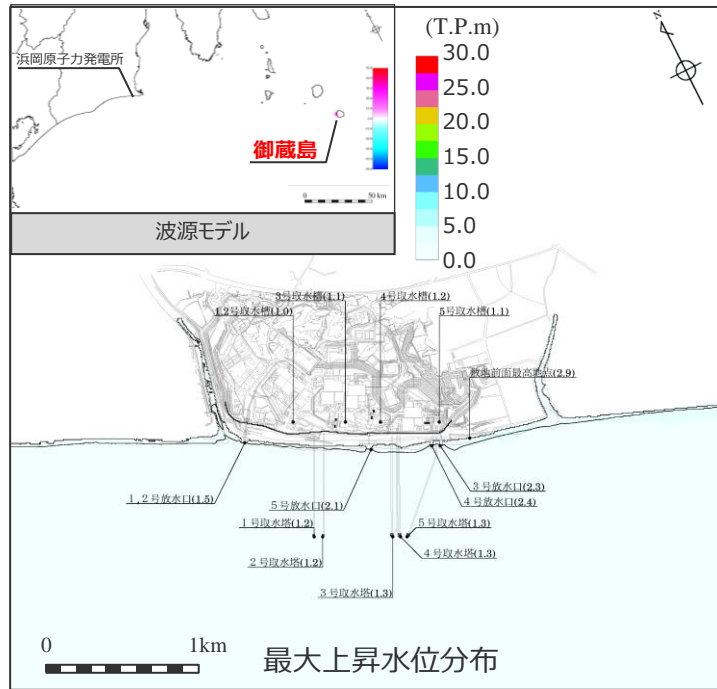 浜岡原子力発電所
御蔵島
0 50 km
波源モデル
(T.P.m)
30.0
25.0
20.0
15.0
10.0
5.0
0.0
N
3号取水槽(1.1)
4号取水槽(1.2)
1,2号取水槽(1.0)
5号取水槽(1.1)
敷地前面最高地点(2.9)
1,2号放水口(1.5)
5号放水口(2.1)
3号放水口(2.3)
4号放水口(2.4)
1号取水塔(1.2)
5号取水塔(1.3)
2号取水塔(1.2)
4号取水塔(1.3)
3号取水塔(1.3)
0 1km
最大上昇水位分布